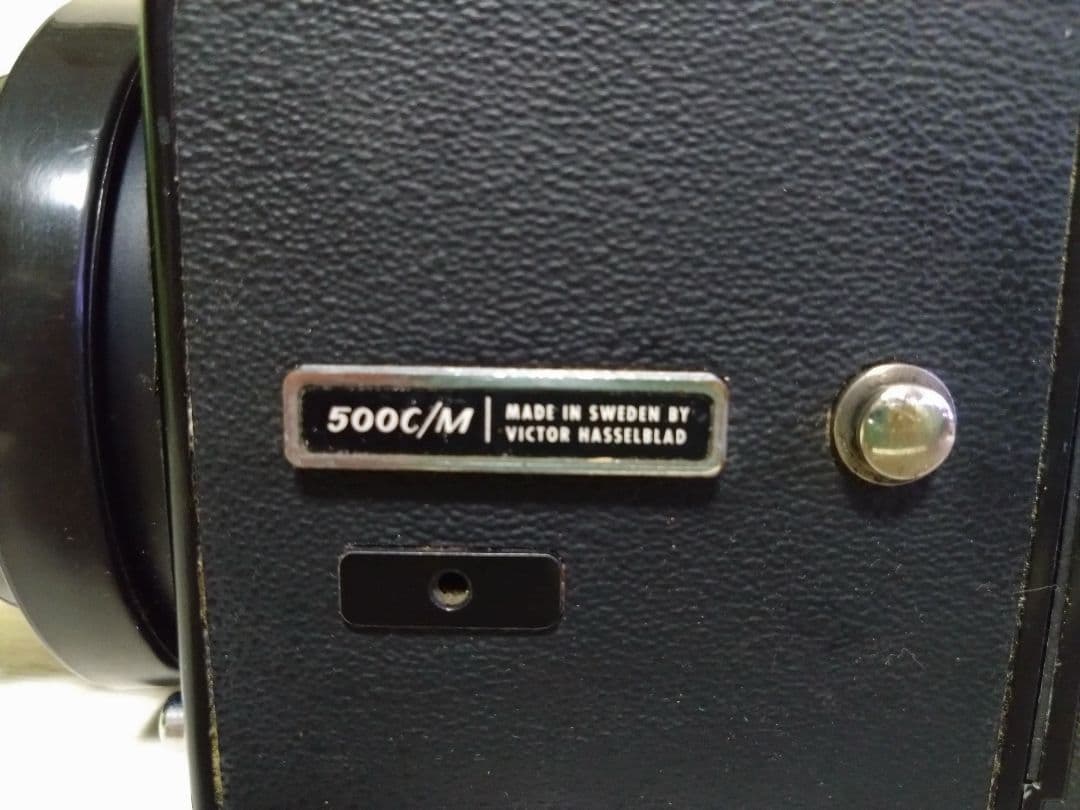 500C/M
MADE IN SWEDEN BY
VICTOR HASSELBLAD